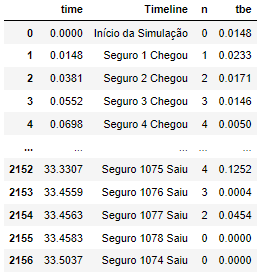 time Timeline n tbe
0 0.0000 Início da Simulação 0 0.0148
1 0.0148 Seguro 1 Chegou 1 0.0233
2 0.0381 Seguro 2 Chegou 2 0.0171
3 0.0552 Seguro 3 Chegou 3 0.0146
4 0.0698 Seguro 4 Chegou 4 0.0050
... ... ... ... ...
2152 33.3307 Seguro 1075 Saiu 4 0.1252
2153 33.4559 Seguro 1076 Saiu 3 0.0004
2154 33.4563 Seguro 1077 Saiu 2 0.0454
2155 33.4583 Seguro 1078 Saiu 0 0.0000
2156 33.5037 Seguro 1074 Saiu 0 0.0000